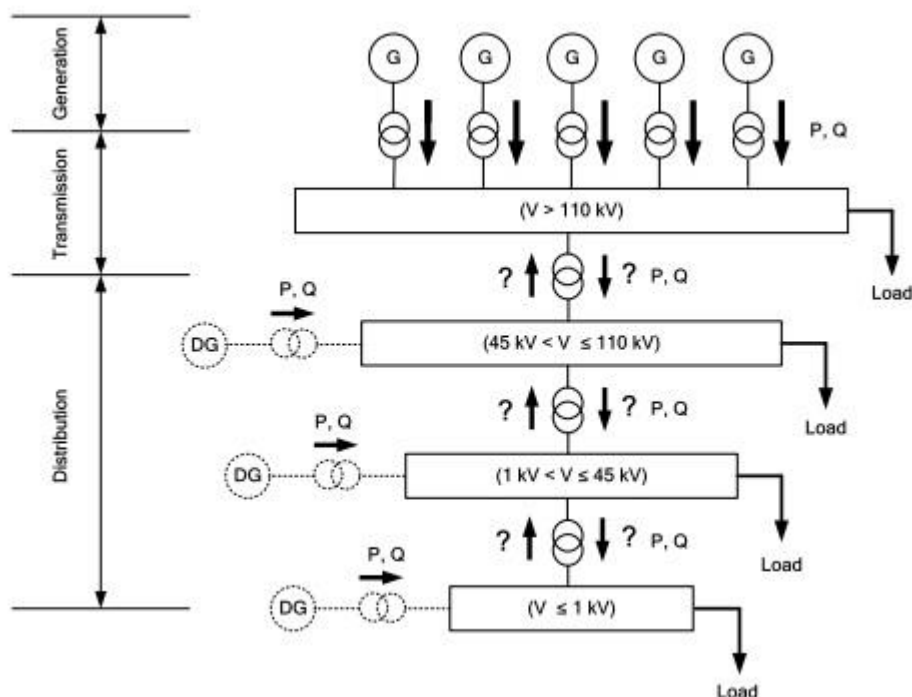 Generation
G G G G G
P, Q
Transmission
(V > 110 kV)
Load
? ? P, Q
Distribution
P, Q
DG
(45 kV < V ≤ 110 kV)
Load
? ? P, Q
P, Q
DG
(1 kV < V ≤ 45 kV)
Load
? ? P, Q
P, Q
DG
(V ≤ 1 kV)
Load